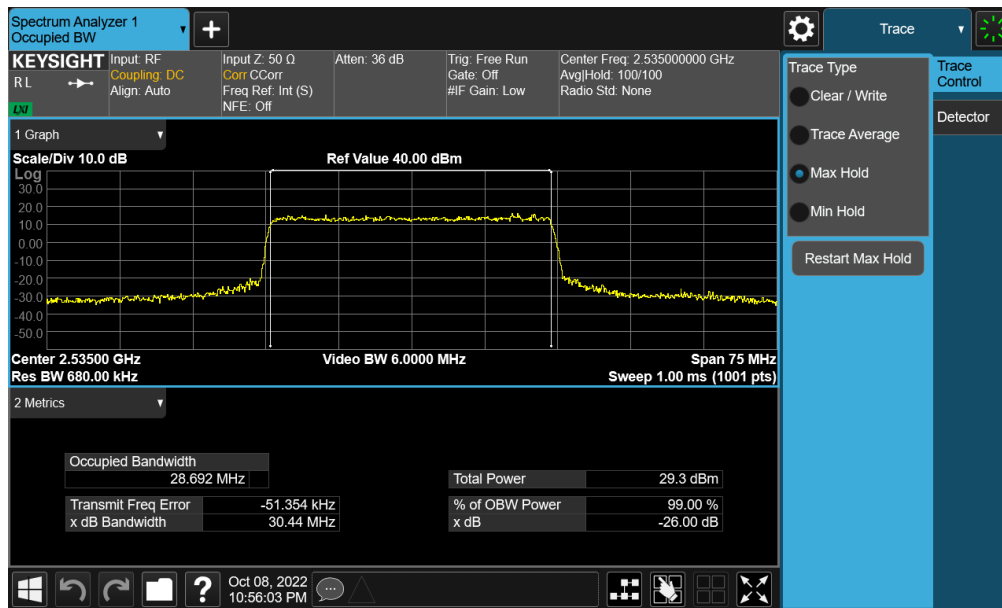 Spectrum Analyzer 1
Occupied BW
+
Trace
KEYSIGHT
R L
LXI
Input: RF
Coupling: DC
Align: Auto
Input Z: 50 Ω
Corr CCorr
Freq Ref: Int (S)
NFE: Off
Atten: 36 dB
Trig: Free Run
Gate: Off
#IF Gain: Low
Center Freq: 2.535000000 GHz
Avg|Hold: 100/100
Radio Std: None
1 Graph
Scale/Div 10.0 dB
Ref Value 40.00 dBm
Log
30.0
20.0
10.0
0.00
-10.0
-20.0
-30.0
-40.0
-50.0
Center 2.53500 GHz
Video BW 6.0000 MHz
Span 75 MHz
Res BW 680.00 kHz
Sweep 1.00 ms (1001 pts)
2 Metrics
Occupied Bandwidth
28.692 MHz
Total Power 29.3 dBm
Transmit Freq Error -51.354 kHz
% of OBW Power 99.00 %
x dB Bandwidth 30.44 MHz
x dB -26.00 dB
Trace Type
Clear / Write
Trace Average
Max Hold
Min Hold
Restart Max Hold
Trace
Control
Detector
?
Oct 08, 2022
10:56:03 PM